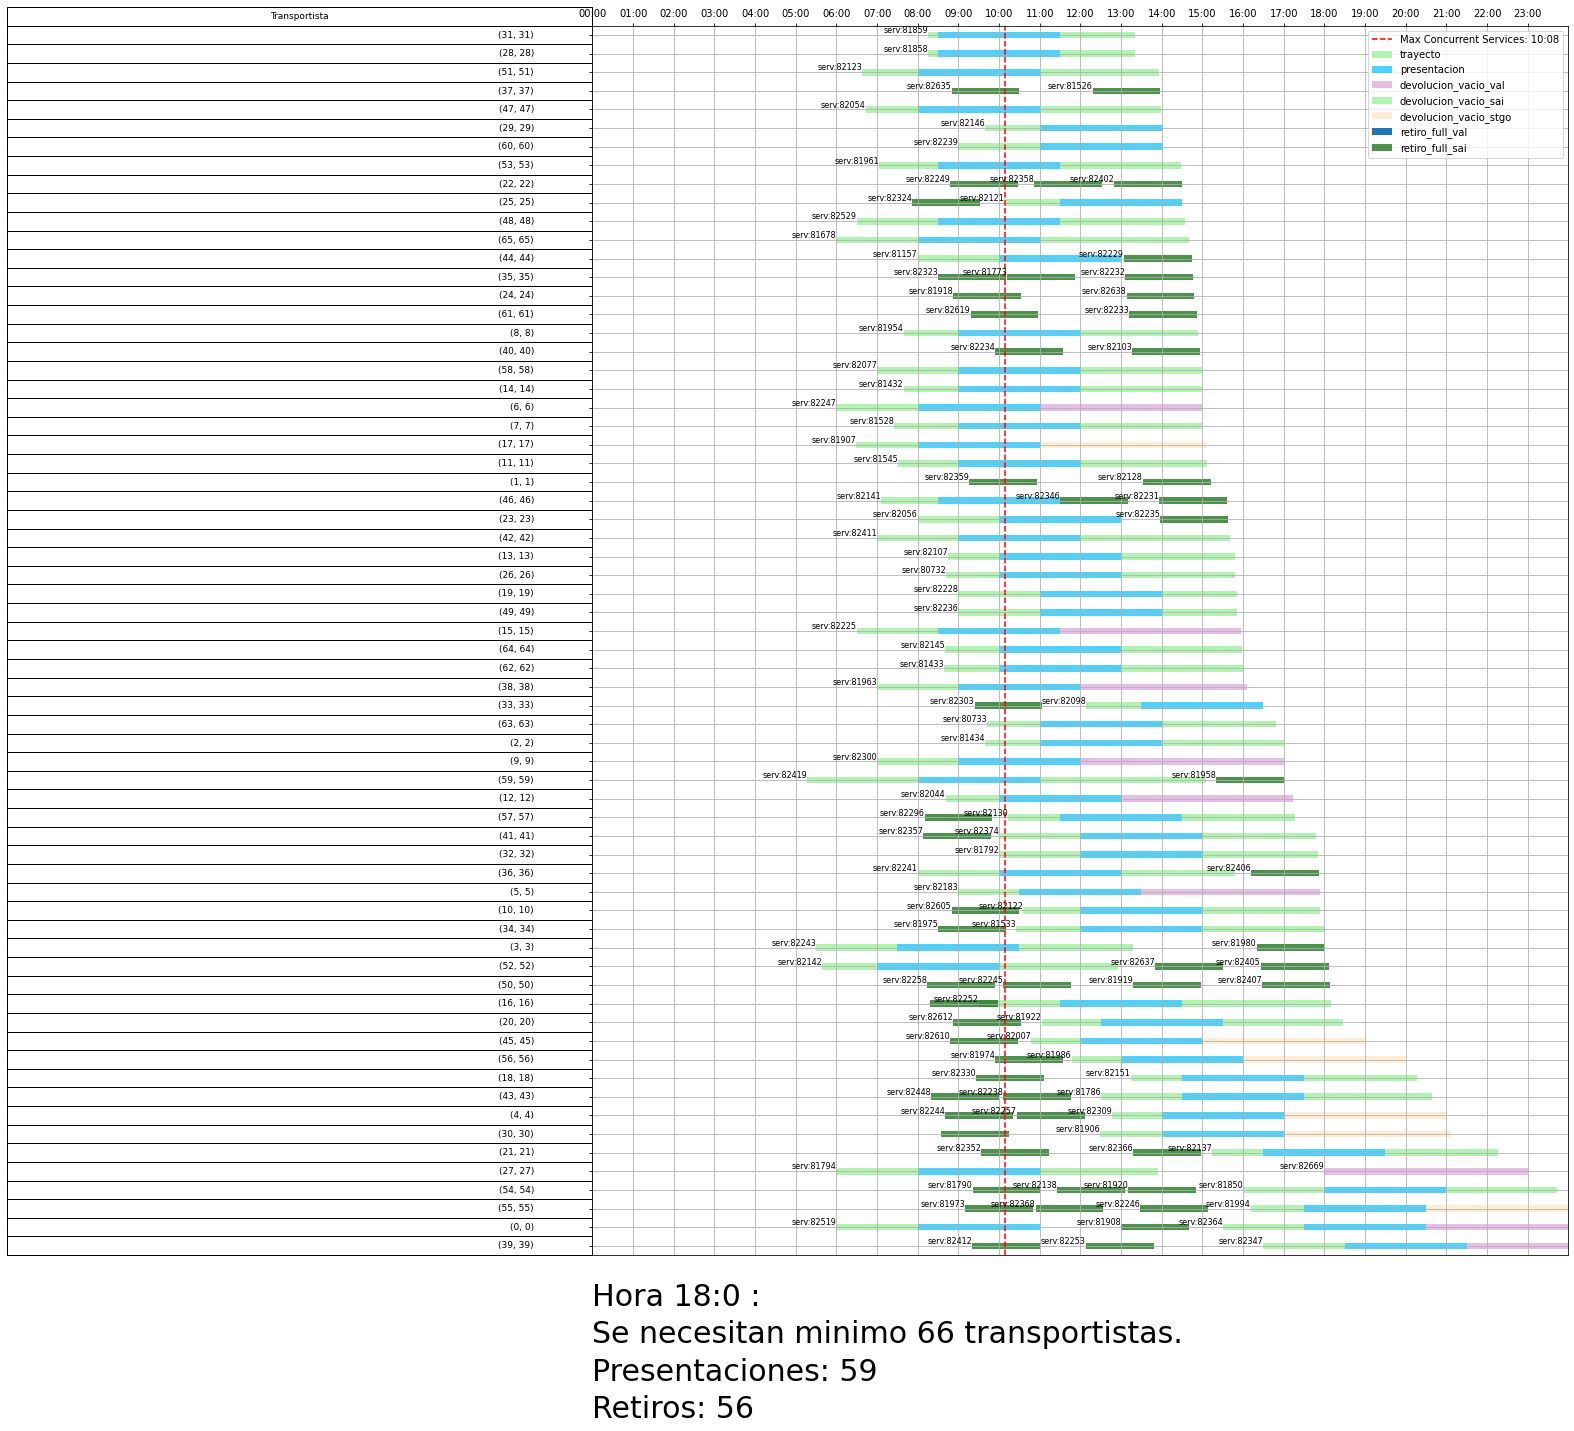 Transportista
00:00 01:00 02:00 03:00 04:00 05:00 06:00 07:00 08:00 09:00 10:00 11:00 12:00 13:00 14:00 15:00 16:00 17:00 18:00 19:00 20:00 21:00 22:00 23:00
Max Concurrent Services: 10:08
trayecto
presentacion
devolucion_vacio_val
devolucion_vacio_sai
devolucion_vacio_stgo
retiro_full_val
retiro_full_sai
(31, 31) serv:81859
(28, 28) serv:81858
(51, 51) serv:82123
(37, 37) serv:82635 serv:81526
(47, 47) serv:82054
(29, 29) serv:82146
(60, 60) serv:82239
(53, 53) serv:81961
(22, 22) serv:82249 serv:82358 serv:82402
(25, 25) serv:82324 serv:82121
(48, 48) serv:82529
(65, 65) serv:81678
(44, 44) serv:81157 serv:82229
(35, 35) serv:82323 serv:81773 serv:82232
(24, 24) serv:81918 serv:82638
(61, 61) serv:82619 serv:82233
(8, 8) serv:81954
(40, 40) serv:82234 serv:82103
(58, 58) serv:82077
(14, 14) serv:81432
(6, 6) serv:82247
(7, 7) serv:81528
(17, 17) serv:81907
(11, 11) serv:81545
(1, 1) serv:82359 serv:82128
(46, 46) serv:82141 serv:82346 serv:82231
(23, 23) serv:82056 serv:82235
(42, 42) serv:82411
(13, 13) serv:82107
(26, 26) serv:80732
(19, 19) serv:82228
(49, 49) serv:82236
(15, 15) serv:82225
(64, 64) serv:82145
(62, 62) serv:81433
(38, 38) serv:81963
(33, 33) serv:82303 serv:82098
(63, 63) serv:80733
(2, 2) serv:81434
(9, 9) serv:82300
(59, 59) serv:82419 serv:81958
(12, 12) serv:82044
(57, 57) serv:82296 serv:82130
(41, 41) serv:82357 serv:82374
(32, 32) serv:81792
(36, 36) serv:82241 serv:82406
(5, 5) serv:82183
(10, 10) serv:82605 serv:82122
(34, 34) serv:81975 serv:81533
(3, 3) serv:82243 serv:81980
(52, 52) serv:82142 serv:82637 serv:82405
(50, 50) serv:82258 serv:82245 serv:81919 serv:82407
(16, 16) serv:82252
(20, 20) serv:82612 serv:81922
(45, 45) serv:82610 serv:82007
(56, 56) serv:81974 serv:81986
(18, 18) serv:82330 serv:82151
(43, 43) serv:82448 serv:82238 serv:81786
(4, 4) serv:82244 serv:82257 serv:82309
(30, 30) serv:81906
(21, 21) serv:82352 serv:82366 serv:82137
(27, 27) serv:81794 serv:82669
(54, 54) serv:81790 serv:82138 serv:81920 serv:81850
(55, 55) serv:81973 serv:82368 serv:82246 serv:81994
(0, 0) serv:82519 serv:81908 serv:82364
(39, 39) serv:82412 serv:82253 serv:82347
Hora 18:0 :
Se necesitan minimo 66 transportistas.
Presentaciones: 59
Retiros: 56